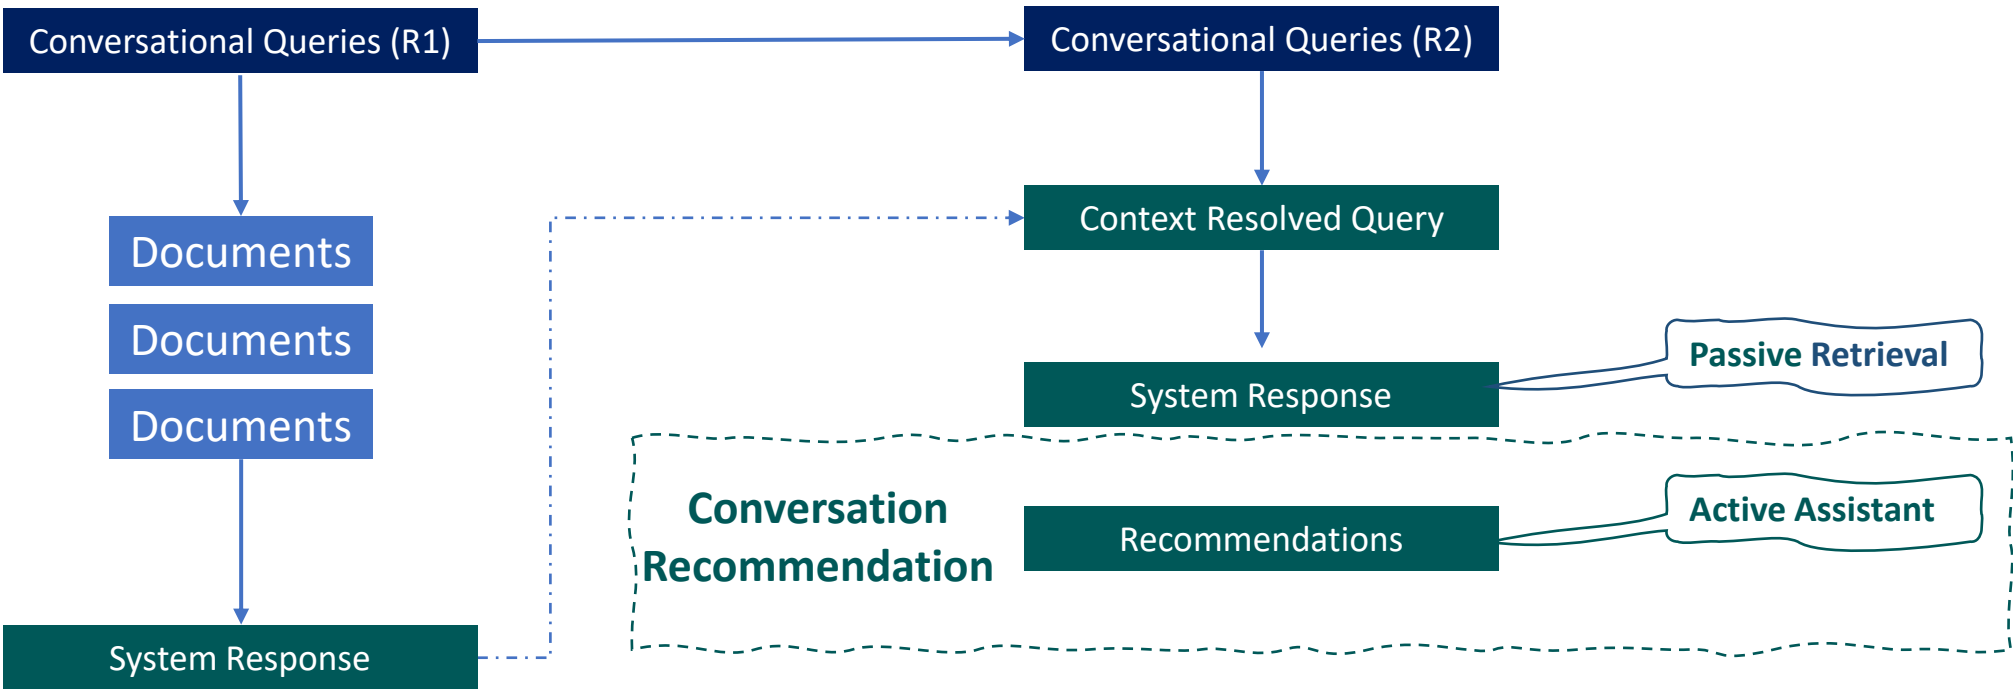 Conversational Queries (R1)
Conversational Queries (R2)
Documents
Documents
Documents
System Response
Context Resolved Query
System Response
Passive Retrieval
Conversation
Recommendation
Recommendations
Active Assistant